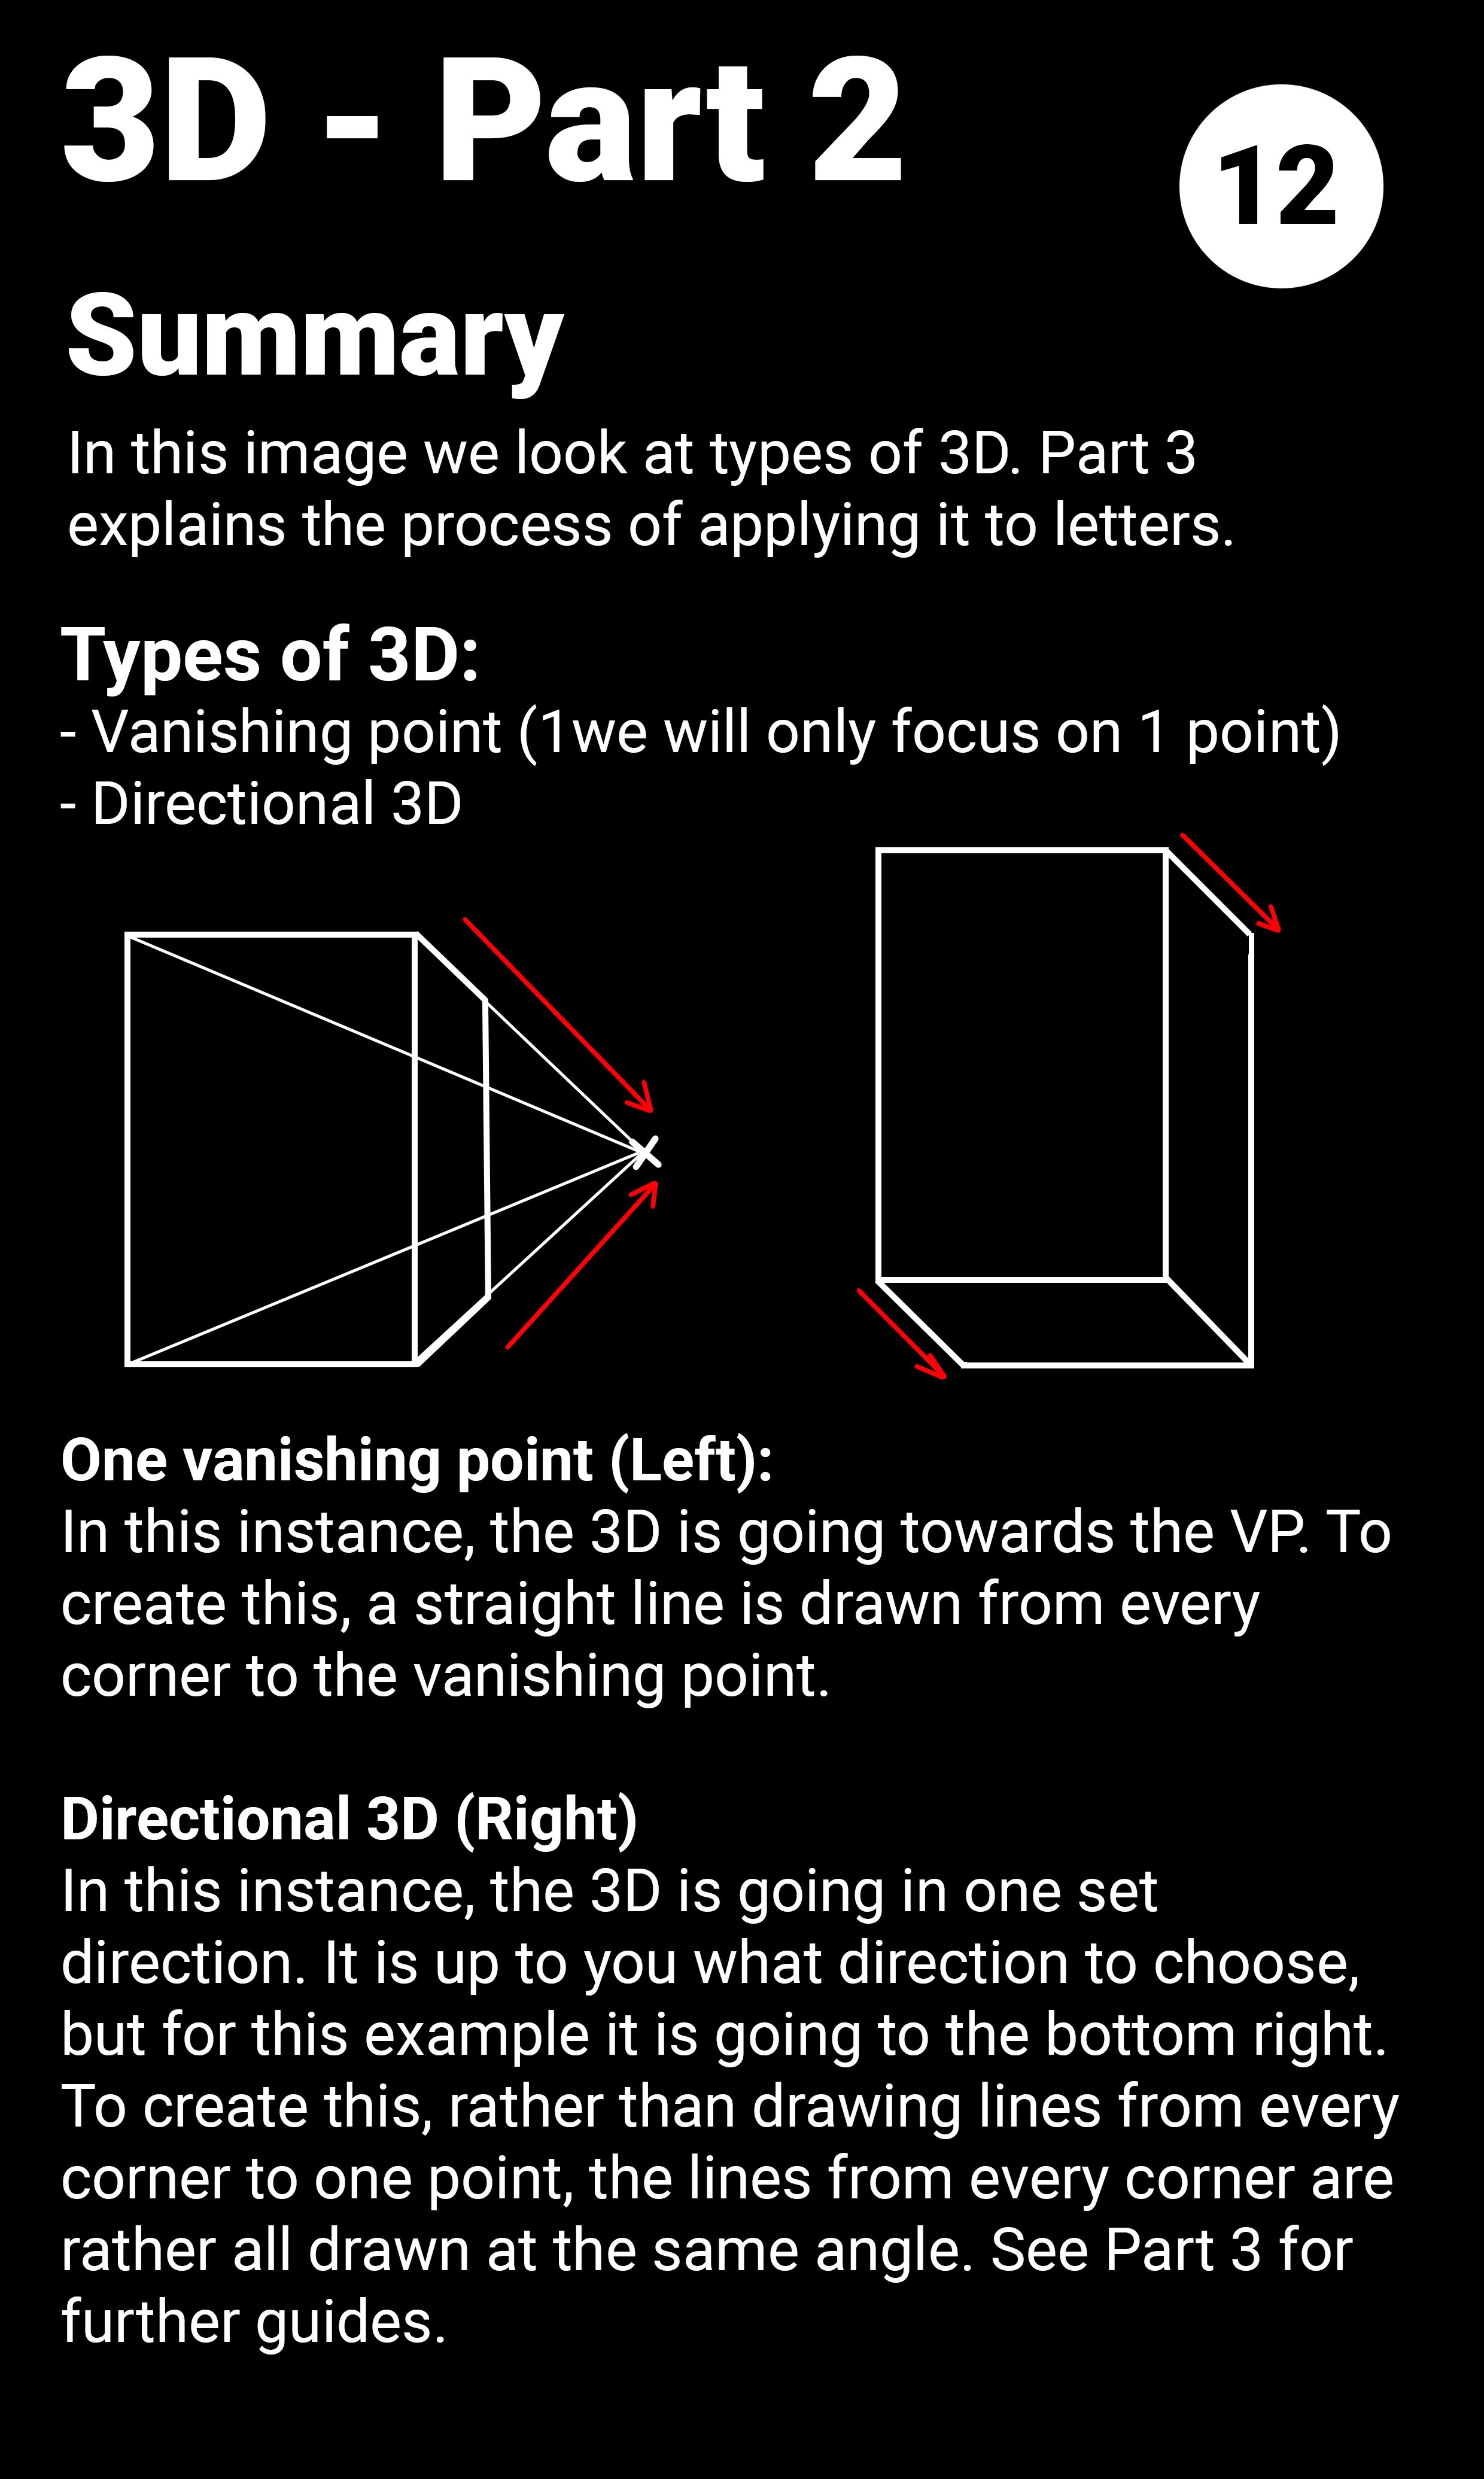 3D - Part 2
12
Summary
In this image we look at types of 3D. Part 3
explains the process of applying it to letters.
Types of 3D:
- Vanishing point (1we will only focus on 1 point)
- Directional 3D
One vanishing point (Left):
In this instance, the 3D is going towards the VP. To
create this, a straight line is drawn from every
corner to the vanishing point.
Directional 3D (Right)
In this instance, the 3D is going in one set
direction. It is up to you what direction to choose,
but for this example it is going to the bottom right.
To create this, rather than drawing lines from every
corner to one point, the lines from every corner are
rather all drawn at the same angle. See Part 3 for
further guides.